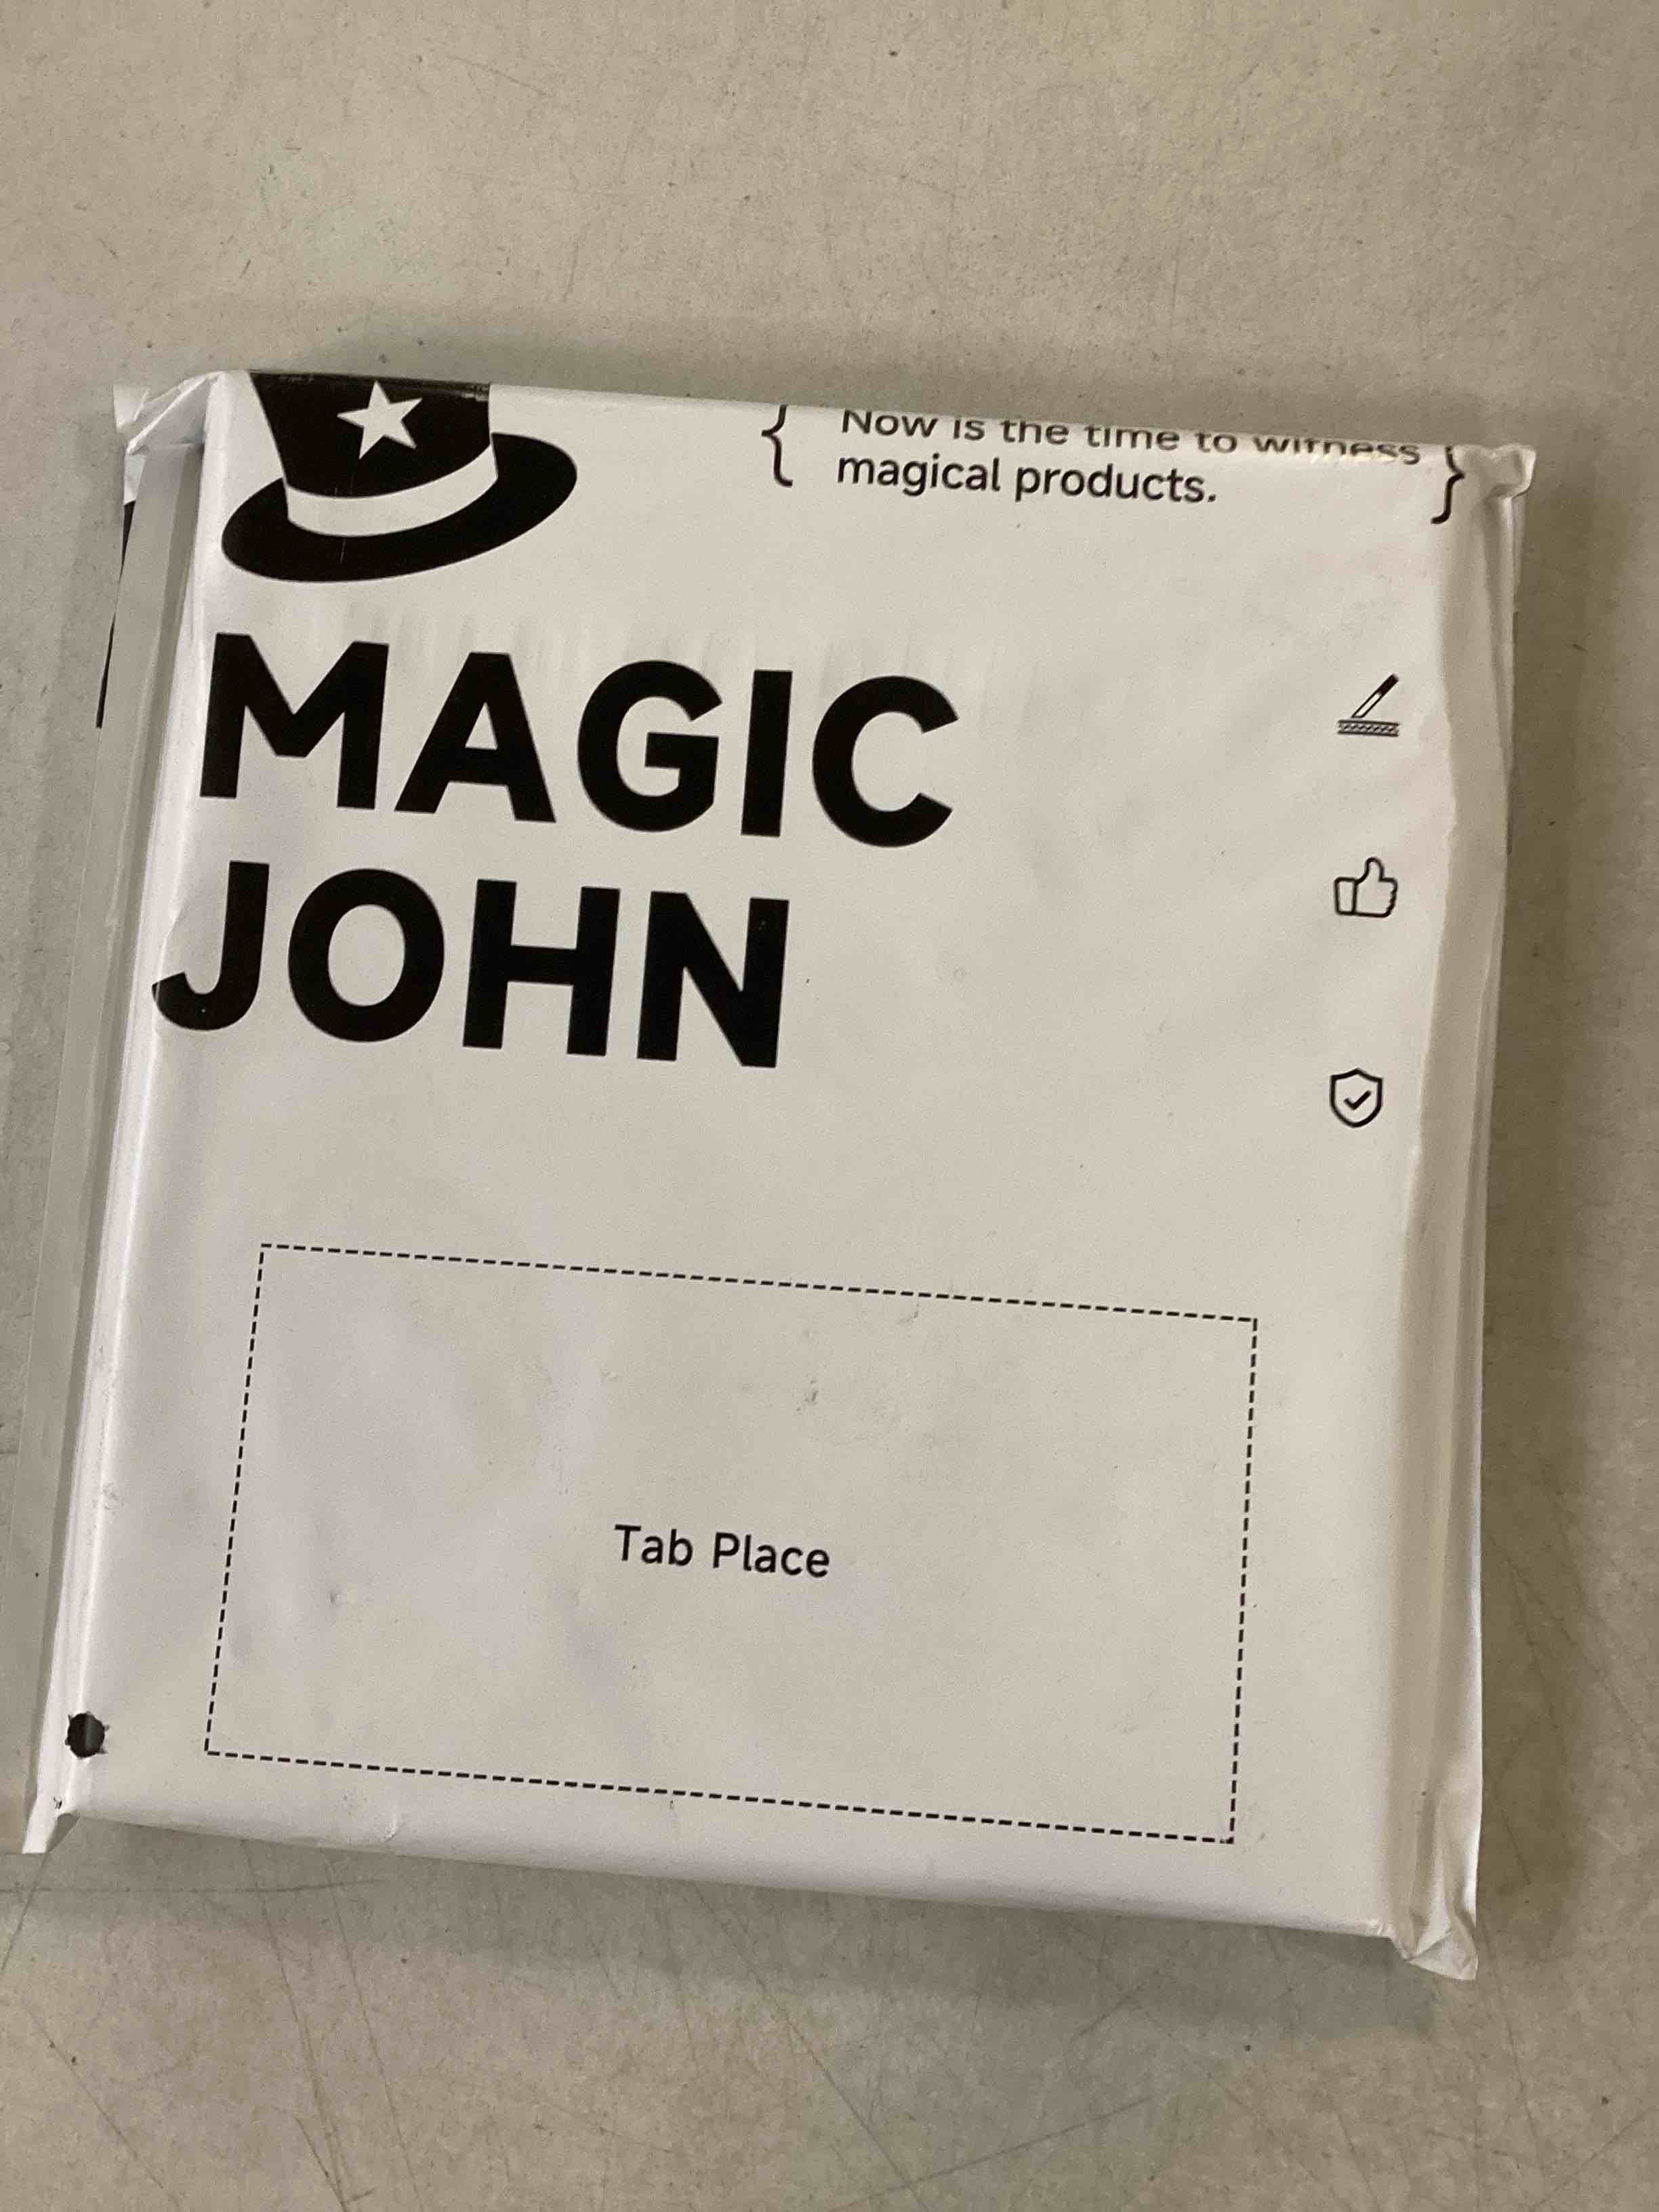 Now is the time to witness
magical products.
MAGIC
JOHN
Tab Place